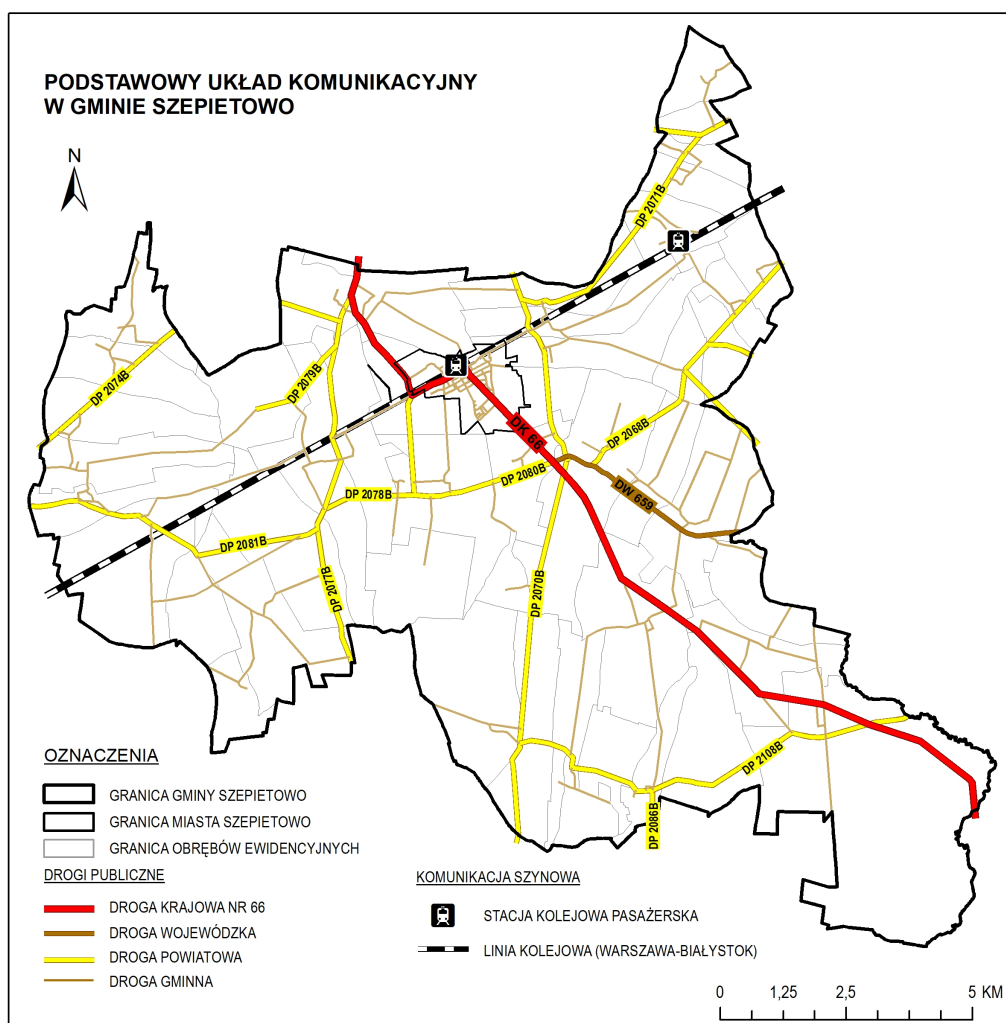 PODSTAWOWY UKŁAD KOMUNIKACYJNY
W GMINIE SZEPIETOWO
N
DP 2071B
DP 2074B
DP 2079B
DK 66
DP 2068B
DP 2080B
DP 2078B
DW 659
DP 2081B
DP 2077B
DP 2070B
DP 2108B
DP 2086B
OZNACZENIA
GRANICA GMINY SZEPIETOWO
GRANICA MIASTA SZEPIETOWO
GRANICA OBRĘBÓW EWIDENCYJNYCH
DROGI PUBLICZNE
DROGA KRAJOWA NR 66
DROGA WOJEWÓDZKA
DROGA POWIATOWA
DROGA GMINNA
KOMUNIKACJA SZYNOWA
STACJA KOLEJOWA PASAŻERSKA
LINIA KOLEJOWA (WARSZAWA-BIAŁYSTOK)
0 1,25 2,5 5 KM